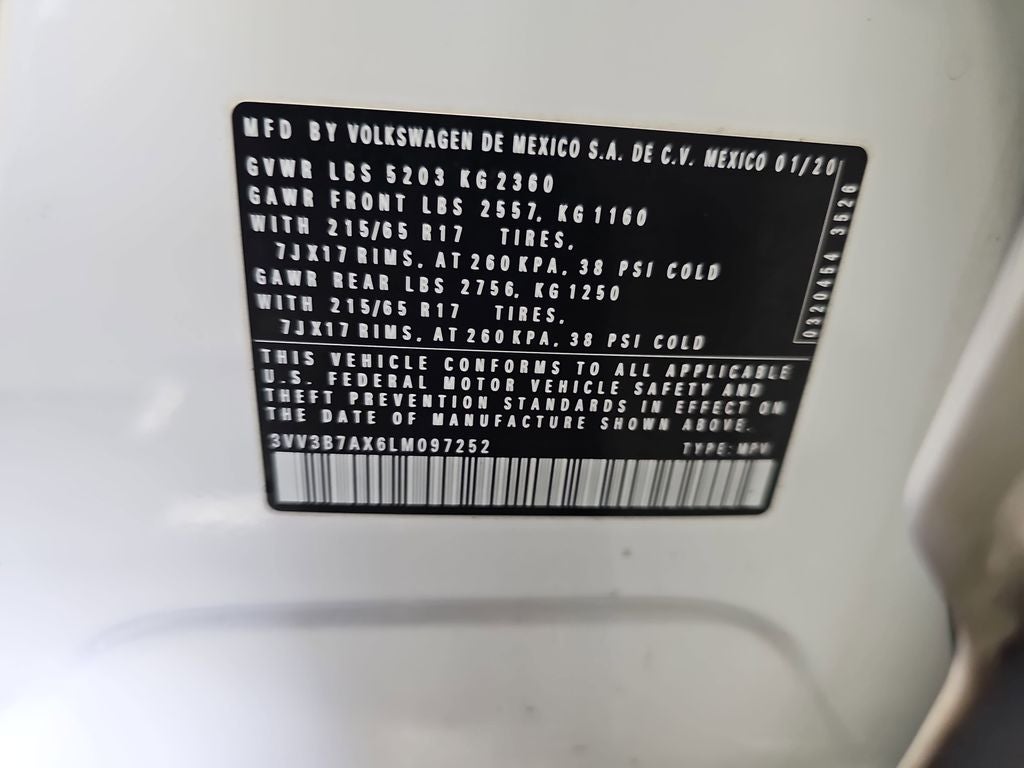 MFD BY VOLKSWAGEN DE MEXICO S.A. DE C.V. MEXICO 01/20
GVWR LBS 5203 KG 2360
GAWR FRONT LBS 2557, KG 1160
WITH 215/65 R17 TIRES,
7JX17 RIMS, AT 260 KPA, 38 PSI COLD
GAWR REAR LBS 2756, KG 1250
WITH 215/65 R17 TIRES,
7JX17 RIMS, AT 260 KPA, 38 PSI COLD
0320454 3526
THIS VEHICLE CONFORMS TO ALL APPLICABLE
U.S. FEDERAL MOTOR VEHICLE SAFETY AND
THEFT PREVENTION STANDARDS IN EFFECT ON
THE DATE OF MANUFACTURE SHOWN ABOVE.
3VV3B7AX6LM097252 TYPE: MPV